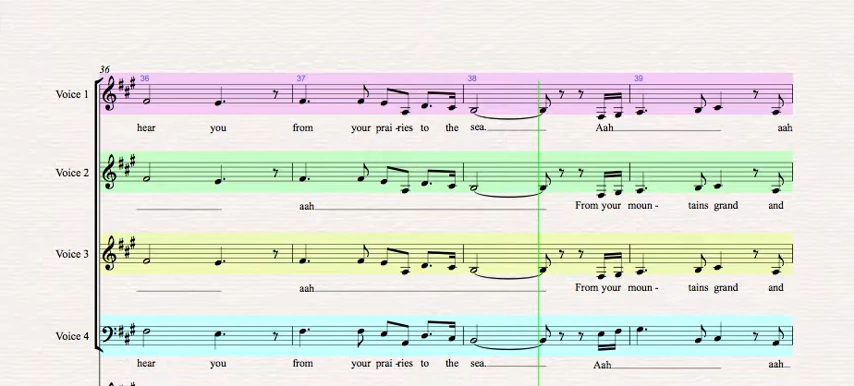 36
36 37 38 39
Voice 1
hear you from your prai -ries to the sea. Aah aah
Voice 2
aah From your moun - tains grand and
Voice 3
aah From your moun - tains grand and
Voice 4
hear you from your prai -ries to the sea. Aah aah